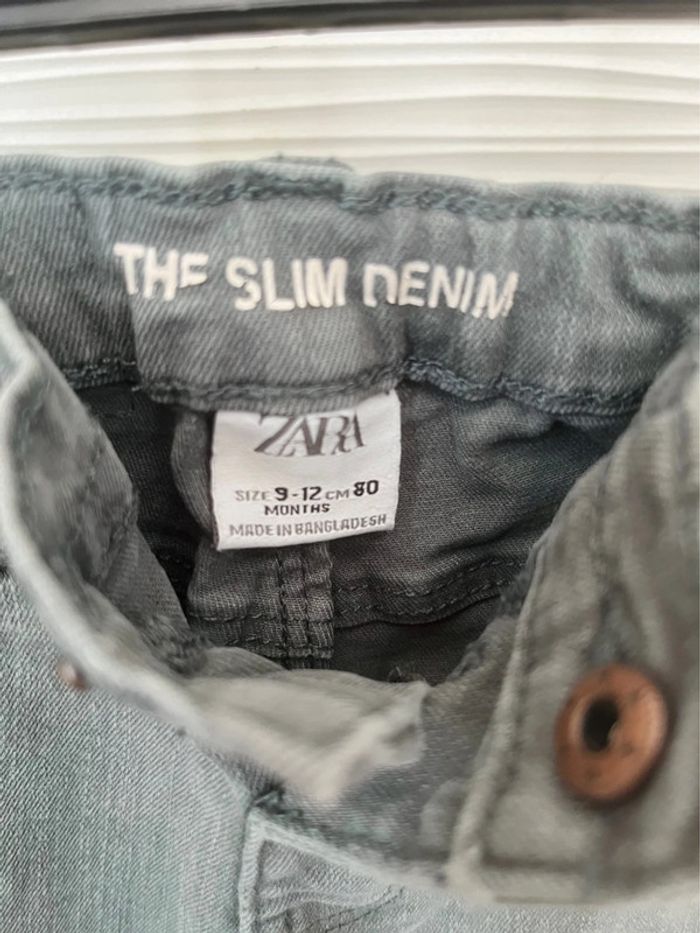 THE SLIM DENIM
ZARA
SIZE 9-12 CM 80
MONTHS
MADE IN BANGLADESH